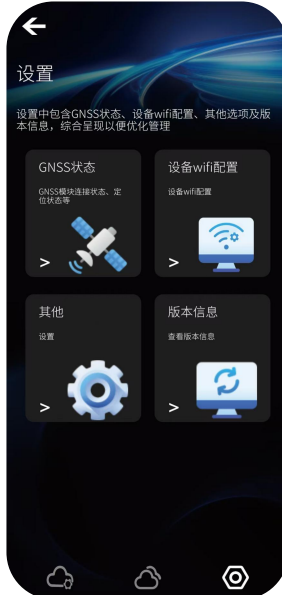 设置
设置中包含GNSS状态、设备wifi配置、其他选项及版
本信息，综合呈现以便优化管理
GNSS状态
GNSS模块连接状态、定
位状态等
>
设备wifi配置
设备wifi配置
>
其他
设置
>
版本信息
查看版本信息
>